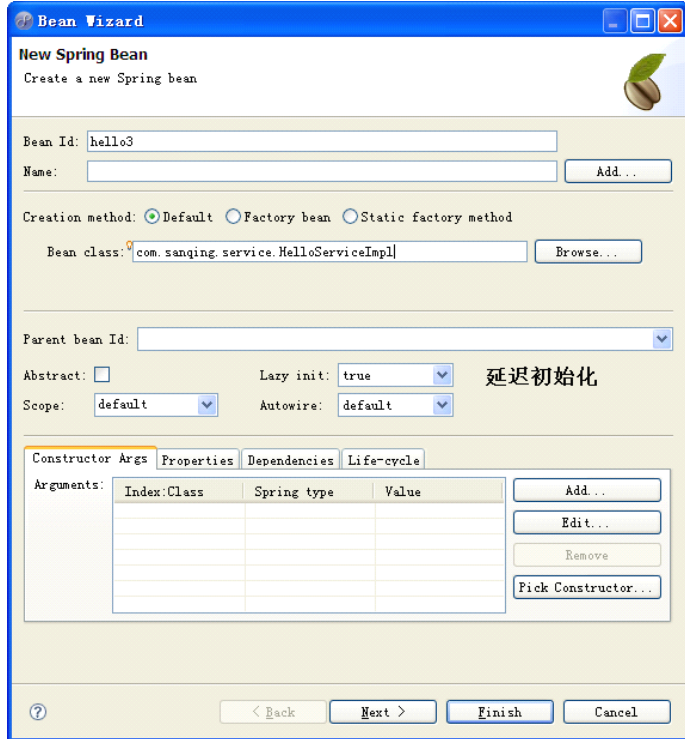 Bean Wizard
New Spring Bean
Create a new Spring bean
Bean Id: hello3
Name: Add...
Creation method: Default Factory bean Static factory method
Bean class: com.sanqing.service.HelloServiceImpl Browse...
Parent bean Id:
Abstract: Lazy init: true 延迟初始化
Scope: default Autowire: default
Constructor Args Properties Dependencies Life-cycle
Arguments: Index:Class Spring type Value Add...
Edit...
Remove
Pick Constructor...
? < Back Next > Finish Cancel